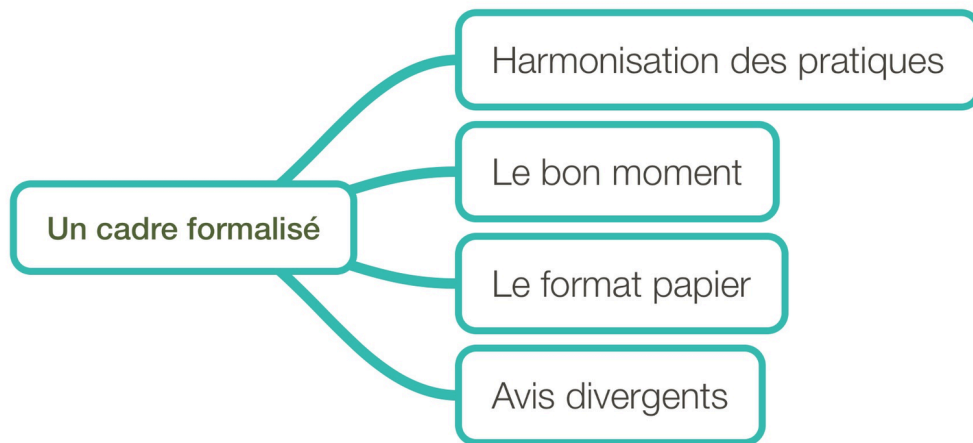 Harmonisation des pratiques
Le bon moment
Un cadre formalisé
Le format papier
Avis divergents